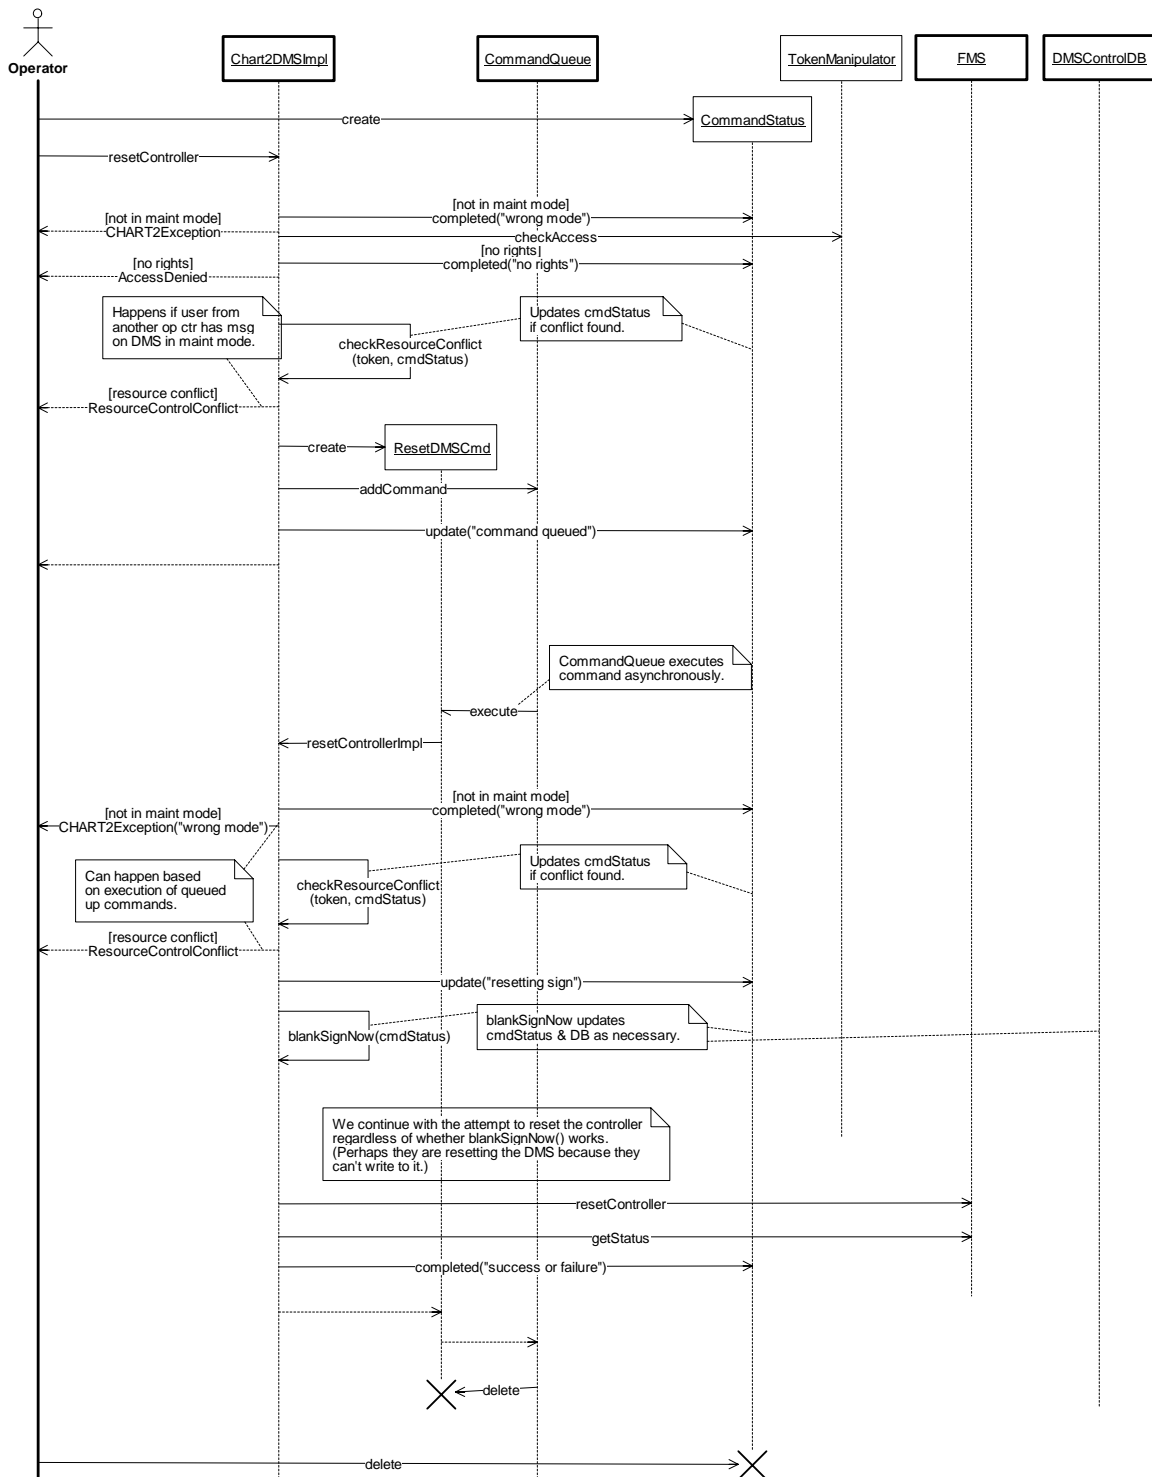 Operator
Chart2DMSImpl
CommandQueue
TokenManipulator
FMS
DMSControlDB
create
CommandStatus
resetController
[not in maint mode]
completed("wrong mode")
[not in maint mode]
CHART2Exception
checkAccess
[no rights]
completed("no rights")
[no rights]
AccessDenied
Happens if user from
another op ctr has msg
on DMS in maint mode.
Updates cmdStatus
if conflict found.
checkResourceConflict
(token, cmdStatus)
[resource conflict]
ResourceControlConflict
create
ResetDMSCmd
addCommand
update("command queued")
CommandQueue executes
command asynchronously.
execute
resetControllerImpl
[not in maint mode]
completed("wrong mode")
[not in maint mode]
CHART2Exception("wrong mode")
Can happen based
on execution of queued
up commands.
Updates cmdStatus
if conflict found.
checkResourceConflict
(token, cmdStatus)
[resource conflict]
ResourceControlConflict
update("resetting sign")
blankSignNow updates
cmdStatus & DB as necessary.
blankSignNow(cmdStatus)
We continue with the attempt to reset the controller
regardless of whether blankSignNow() works.
(Perhaps they are resetting the DMS because they
can't write to it.)
resetController
getStatus
completed("success or failure")
delete
delete